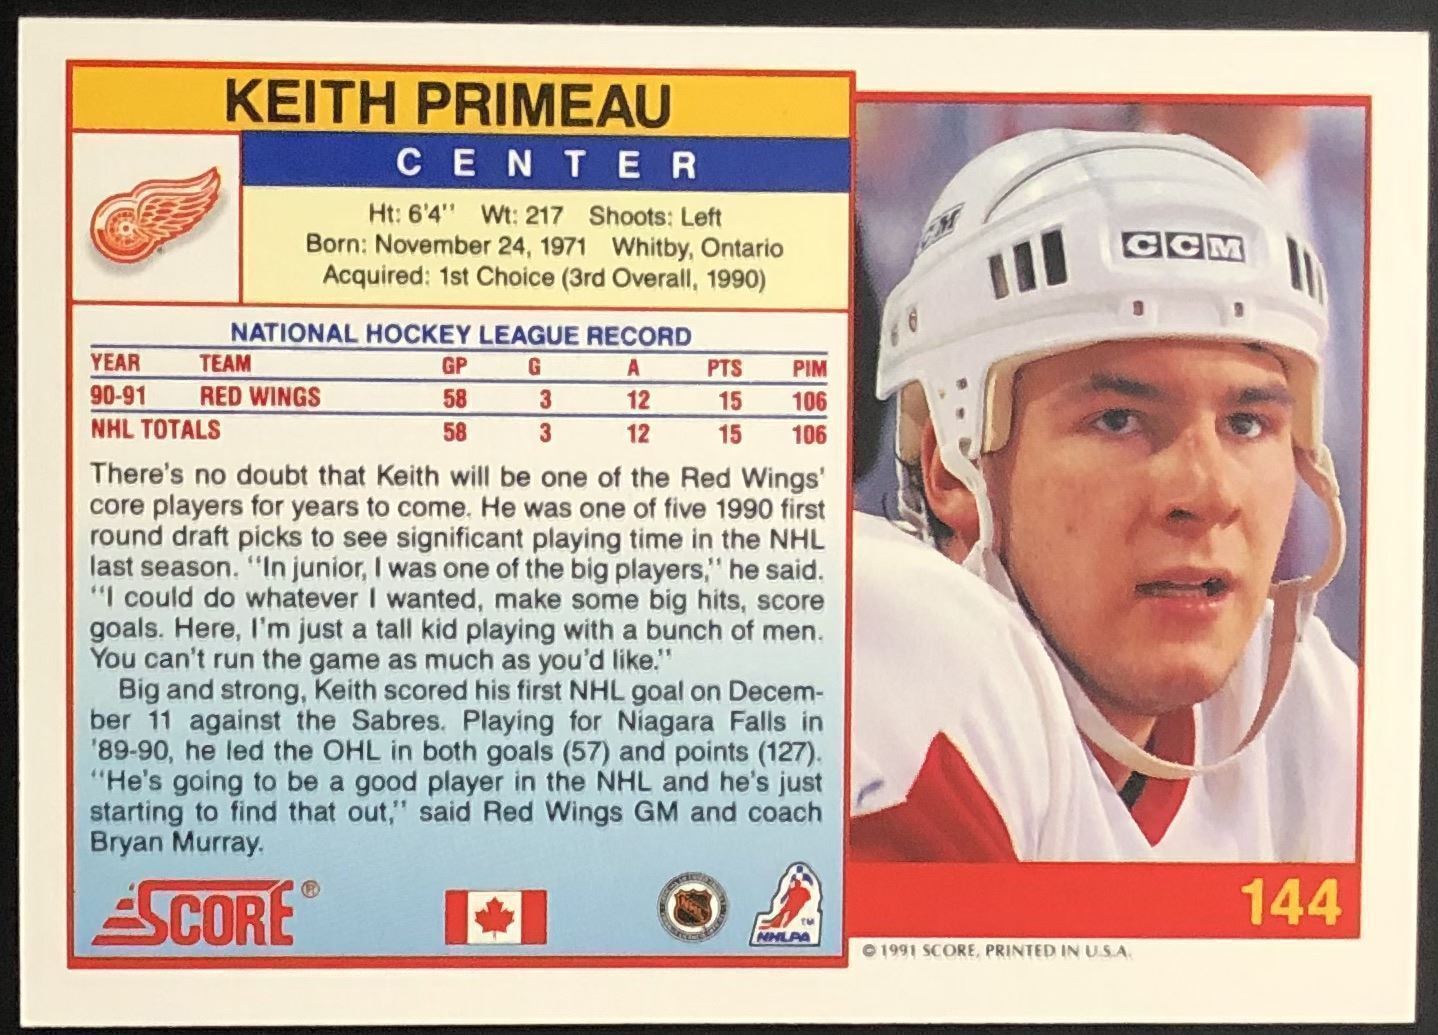 KEITH PRIMEAU
CENTER
Ht: 6'4'' Wt: 217 Shoots: Left
Born: November 24, 1971 Whitby, Ontario
Acquired: 1st Choice (3rd Overall, 1990)
NATIONAL HOCKEY LEAGUE RECORD
YEAR TEAM GP G A PTS PIM
90-91 RED WINGS 58 3 12 15 106
NHL TOTALS 58 3 12 15 106
There's no doubt that Keith will be one of the Red Wings'
core players for years to come. He was one of five 1990 first
round draft picks to see significant playing time in the NHL
last season. ''In junior, I was one of the big players,'' he said.
''I could do whatever I wanted, make some big hits, score
goals. Here, I'm just a tall kid playing with a bunch of men.
You can't run the game as much as you'd like.''
Big and strong, Keith scored his first NHL goal on Decem-
ber 11 against the Sabres. Playing for Niagara Falls in
'89-90, he led the OHL in both goals (57) and points (127).
''He's going to be a good player in the NHL and he's just
starting to find that out,'' said Red Wings GM and coach
Bryan Murray.
SCORE®
NHL
NHLPA TM
CCM
CCM
144
© 1991 SCORE, PRINTED IN U.S.A.